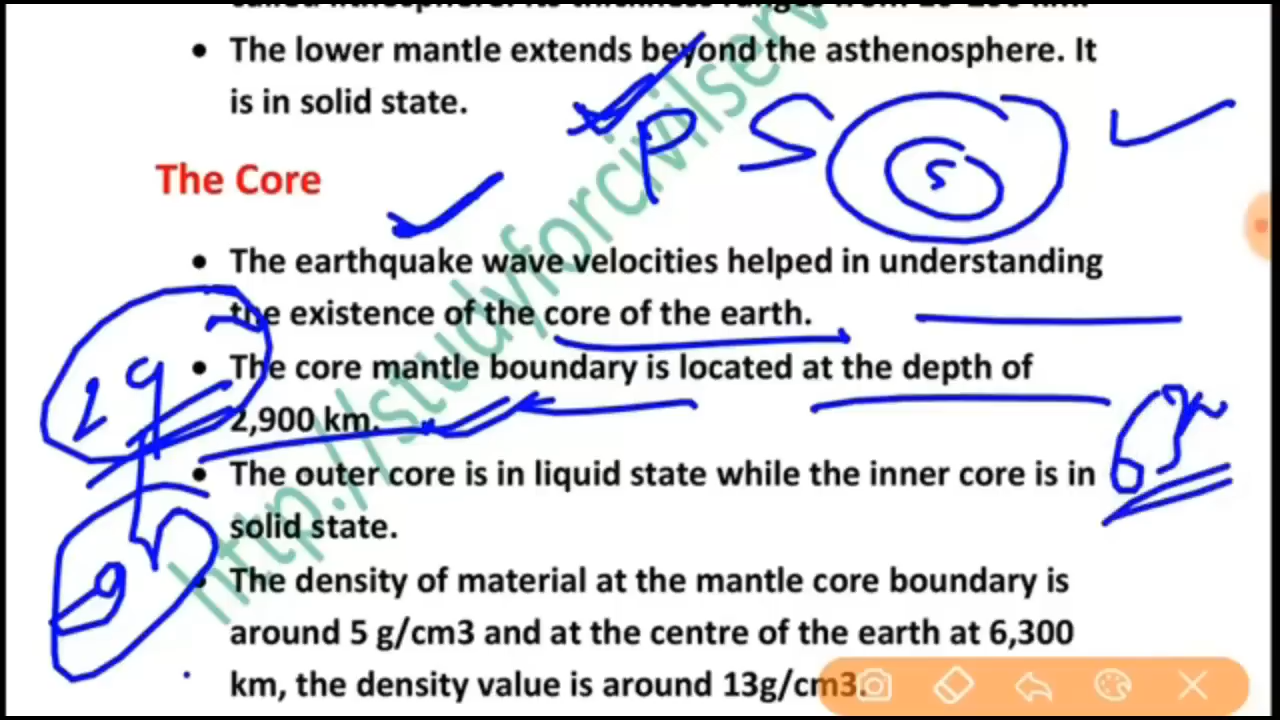 The lower mantle extends beyond the asthenosphere. It
is in solid state.
P S
S
The Core
The earthquake wave velocities helped in understanding
the existence of the core of the earth.
The core mantle boundary is located at the depth of
29
2,900 km.
The outer core is in liquid state while the inner core is in
solid state.
The density of material at the mantle core boundary is
around 5 g/cm3 and at the centre of the earth at 6,300
km, the density value is around 13g/cm3.
http://studyforcivilserv